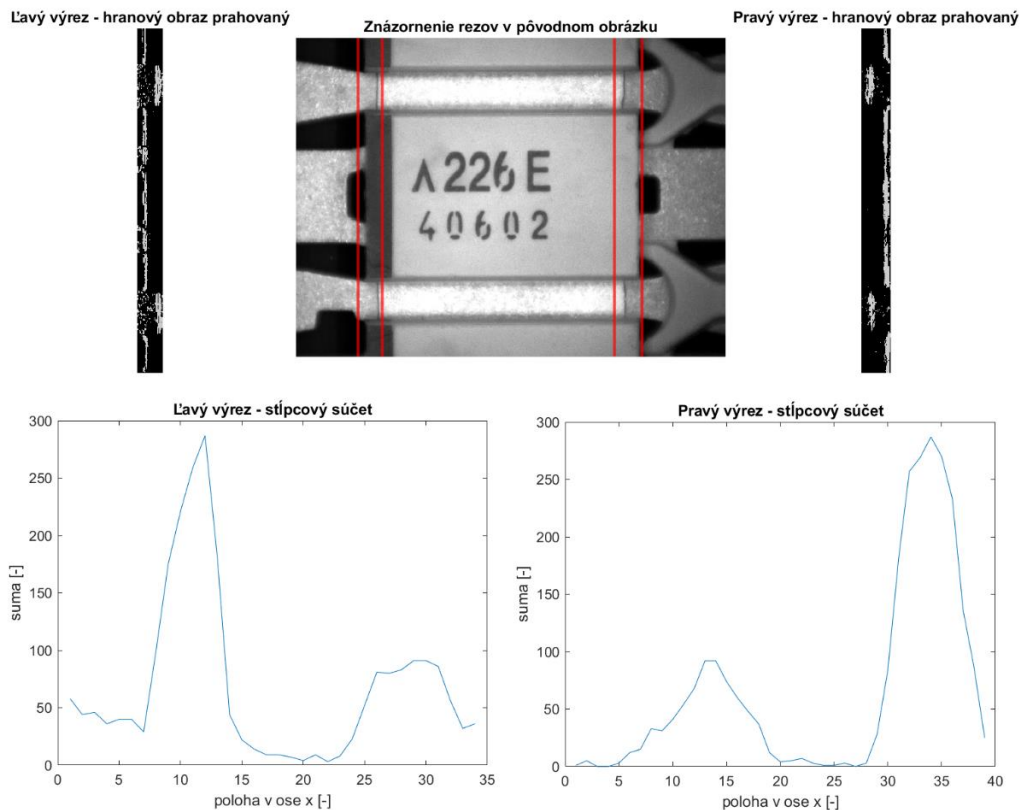 Ľavý výrez - hranový obraz prahovaný
Znázornenie rezov v pôvodnom obrázku
Pravý výrez - hranový obraz prahovaný
Λ226E
40602
Ľavý výrez - stĺpcový súčet
300
250
200
150
100
50
0
suma [-]
0 5 10 15 20 25 30 35
poloha v ose x [-]
Pravý výrez - stĺpcový súčet
300
250
200
150
100
50
0
suma [-]
0 5 10 15 20 25 30 35 40
poloha v ose x [-]